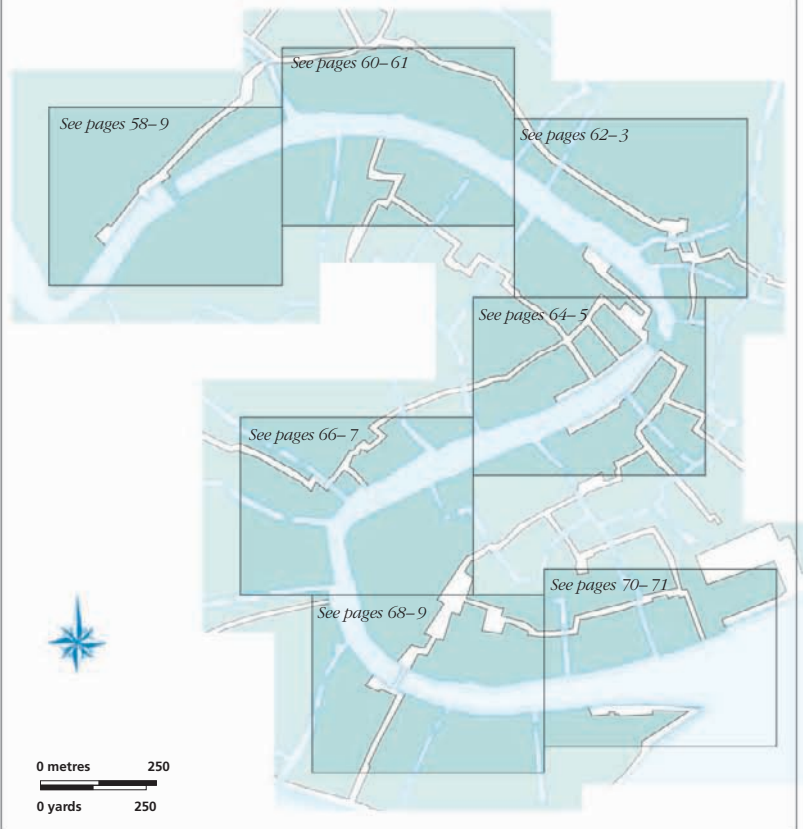 See pages 60–61
See pages 58–9
See pages 62–3
See pages 64–5
See pages 66–7
See pages 70–71
See pages 68–9
0 metres 250
0 yards 250